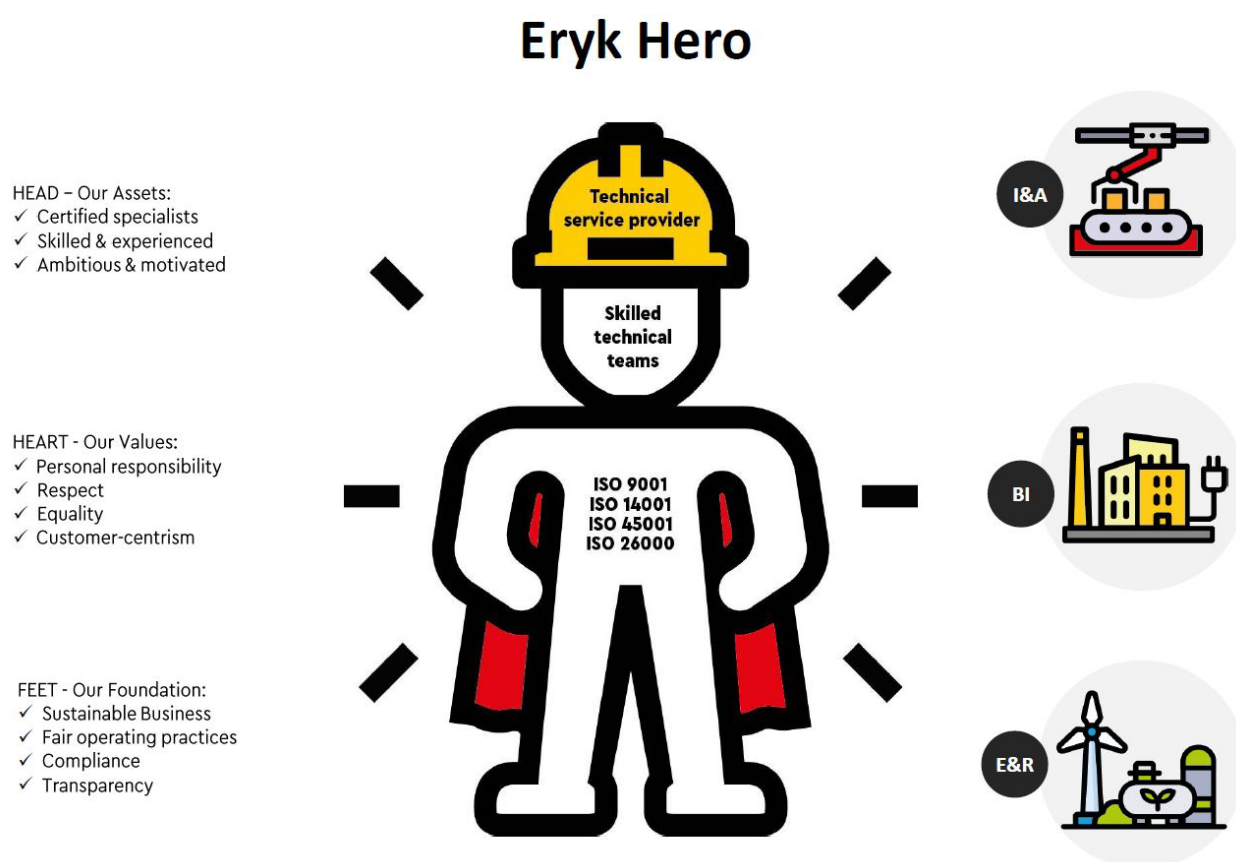 Eryk Hero
HEAD – Our Assets:
✓ Certified specialists
✓ Skilled & experienced
✓ Ambitious & motivated
HEART - Our Values:
✓ Personal responsibility
✓ Respect
✓ Equality
✓ Customer-centrism
FEET - Our Foundation:
✓ Sustainable Business
✓ Fair operating practices
✓ Compliance
✓ Transparency
Technical
service provider
Skilled
technical
teams
ISO 9001
ISO 14001
ISO 45001
ISO 26000
I&A
BI
E&R